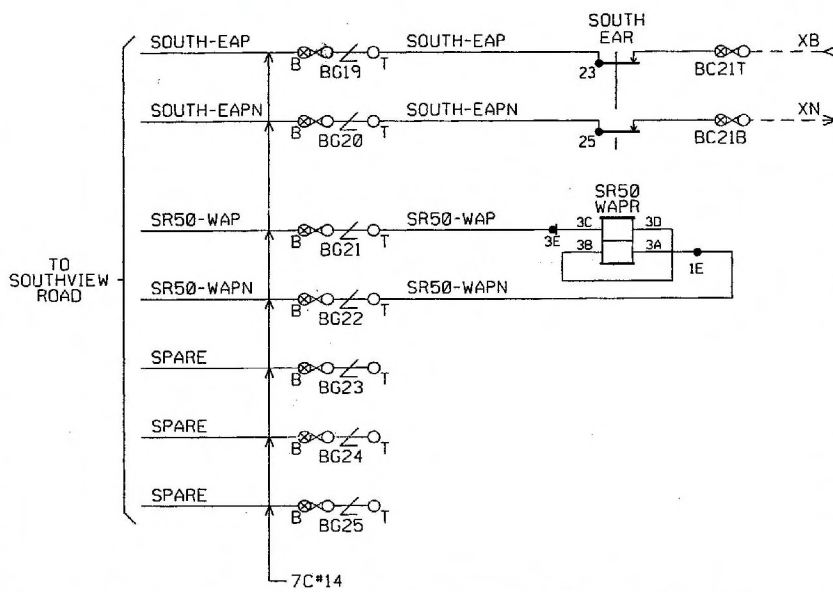 SOUTH
EAR
SOUTH-EAP
SOUTH-EAP
XB
B
BG19
T
23
BC21T
SOUTH-EAPN
SOUTH-EAPN
XN
B
BG20
T
25
BC21B
SR50
WAPR
SR50-WAP
SR50-WAP
3C
3D
B
BG21
T
3E
3B
3A
1E
TO
SOUTHVIEW
ROAD
SR50-WAPN
SR50-WAPN
B
BG22
T
SPARE
B
BG23
T
SPARE
B
BG24
T
SPARE
B
BG25
T
7C#14